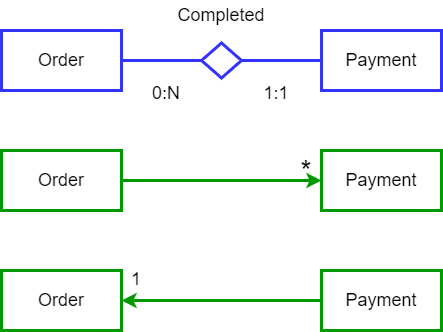 Completed
Order
Payment
0:N
1:1
Order
*
Payment
Order
1
Payment